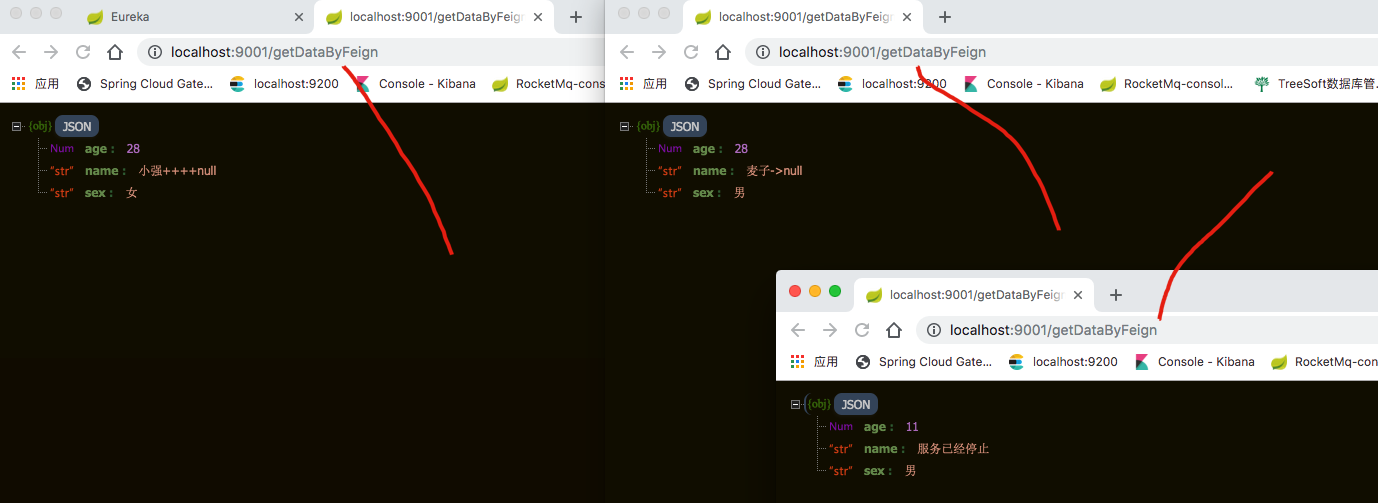 Eureka
localhost:9001/getDataByFeign
localhost:9001/getDataByFeign
应用 Spring Cloud Gate... localhost:9200 Console - Kibana RocketMq-cons
{obj} JSON
Num age : 28
"str" name : 小强++++null
"str" sex : 女
localhost:9001/getDataByFeign
localhost:9001/getDataByFeign
应用 Spring Cloud Gate... localhost:9200 Console - Kibana RocketMq-consol... TreeSoft数据库管...
{obj} JSON
Num age : 28
"str" name : 麦子->null
"str" sex : 男
localhost:9001/getDataByFeign
localhost:9001/getDataByFeign
应用 Spring Cloud Gate... localhost:9200 Console - Kibana RocketMq-con
{obj} JSON
Num age : 11
"str" name : 服务已经停止
"str" sex : 男